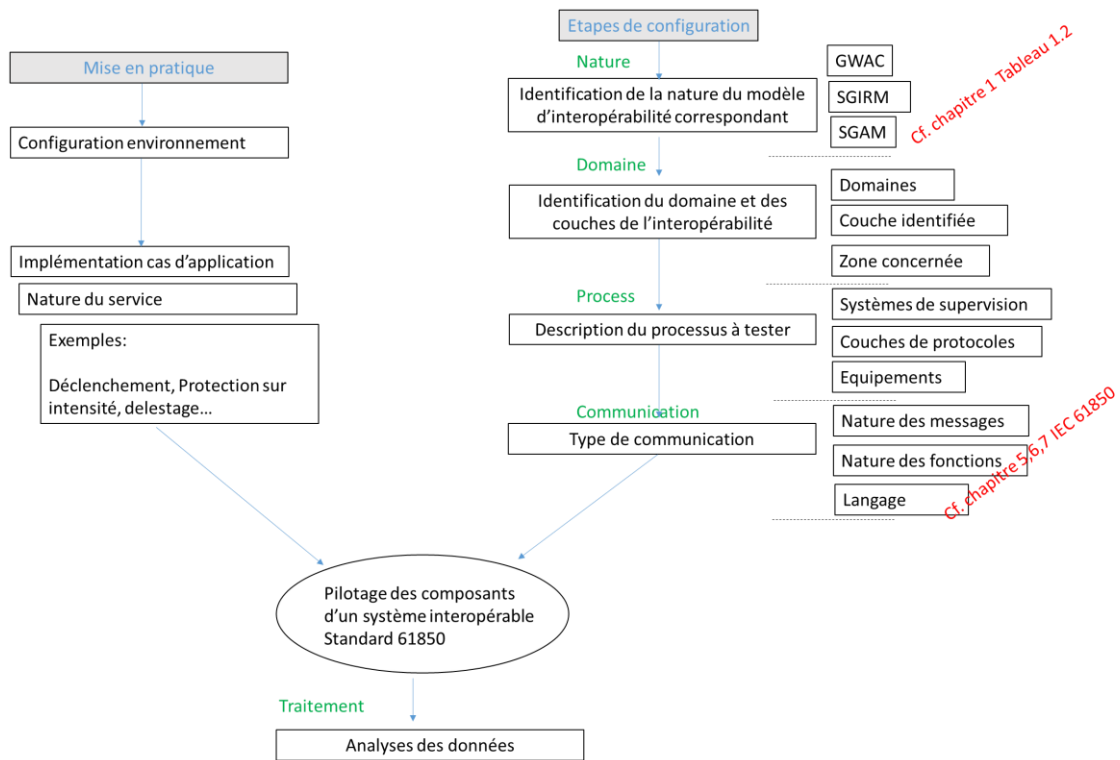 Mise en pratique
Configuration environnement
Implémentation cas d'application
Nature du service
Exemples:
Déclenchement, Protection sur
intensité, delestage...
Etapes de configuration
Nature
Identification de la nature du modèle
d'interopérabilité correspondant
GWAC
SGIRM
SGAM
Cf. chapitre 1 Tableau 1.2
Domaine
Identification du domaine et des
couches de l'interopérabilité
Domaines
Couche identifiée
Zone concernée
Process
Description du processus à tester
Systèmes de supervision
Couches de protocoles
Equipements
Communication
Type de communication
Nature des messages
Nature des fonctions
Langage
Cf. chapitre 5,6,7 IEC 61850
Pilotage des composants
d'un système interopérable
Standard 61850
Traitement
Analyses des données